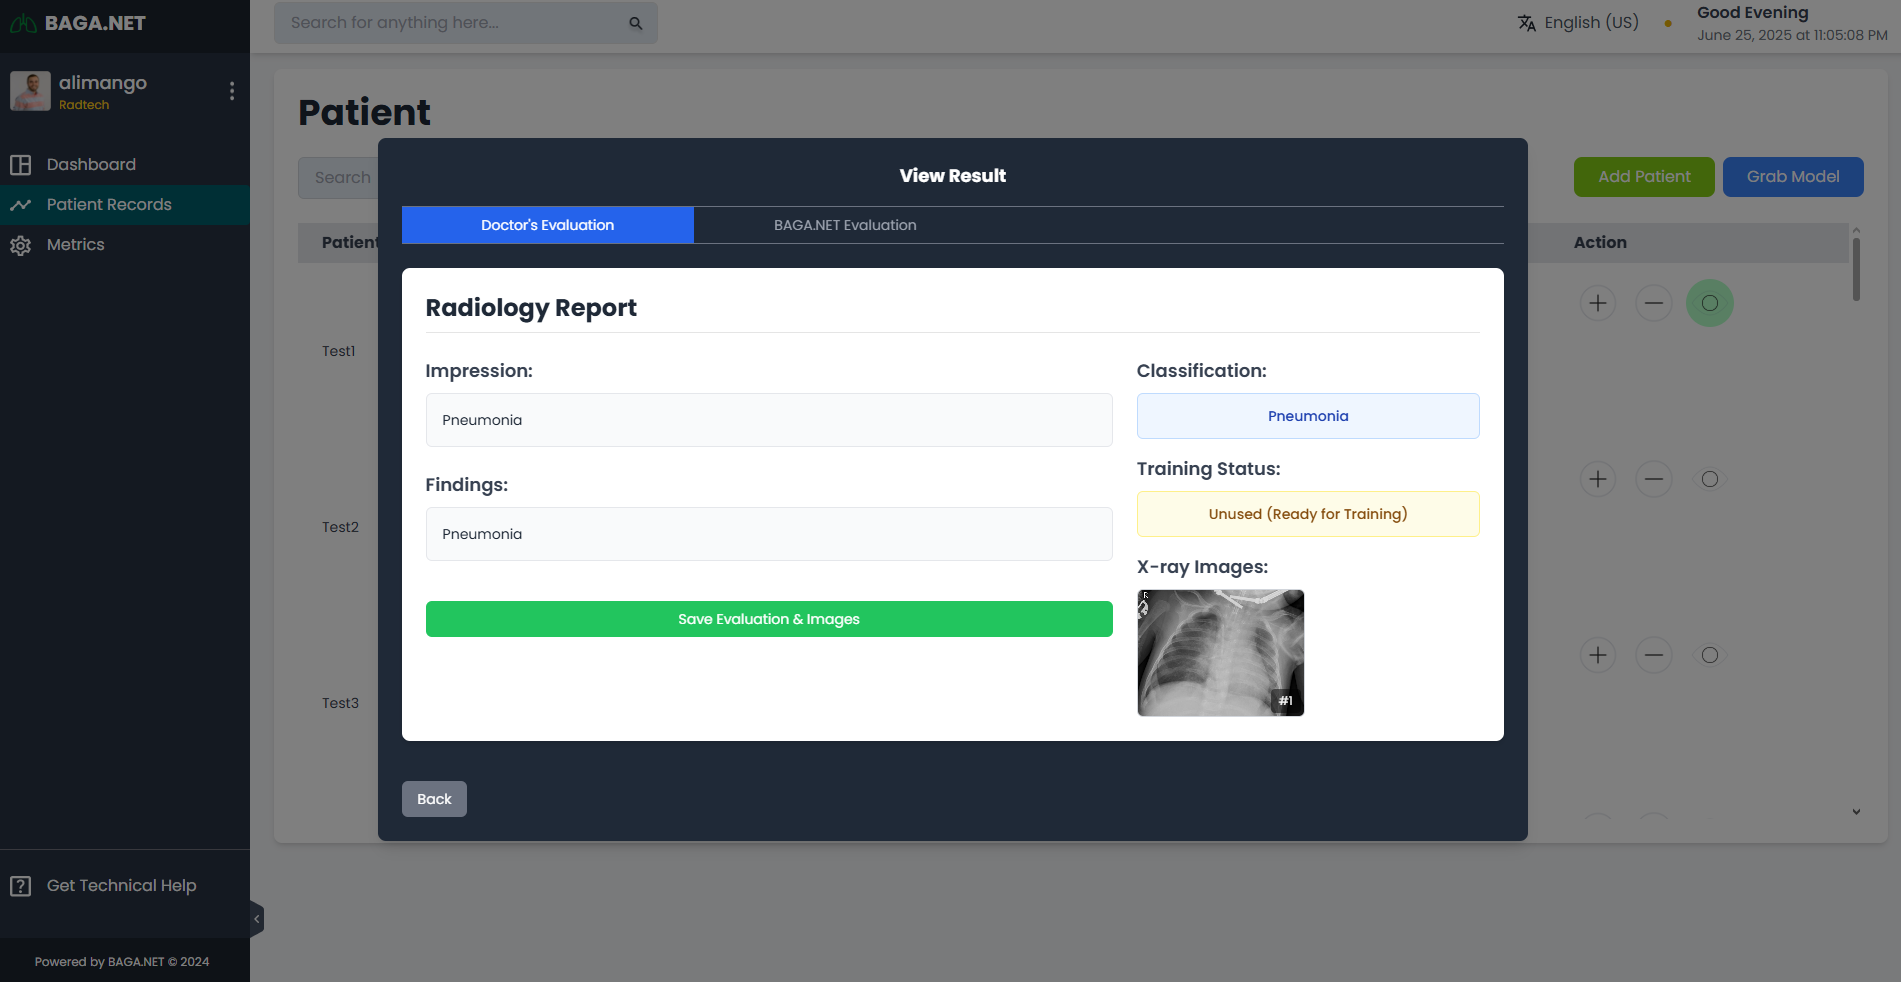 BAGA.NET
Search for anything here...
English (US)
Good Evening
June 25, 2025 at 11:05:08 PM
alimango
Radtech
Dashboard
Patient Records
Metrics
Get Technical Help
Powered by BAGA.NET © 2024
Patient
Search
Add Patient
Grab Model
Patient
Action
Test1
Test2
Test3
View Result
Doctor's Evaluation
BAGA.NET Evaluation
Radiology Report
Impression:
Pneumonia
Findings:
Pneumonia
Save Evaluation & Images
Classification:
Pneumonia
Training Status:
Unused (Ready for Training)
X-ray Images:
R
#1
Back